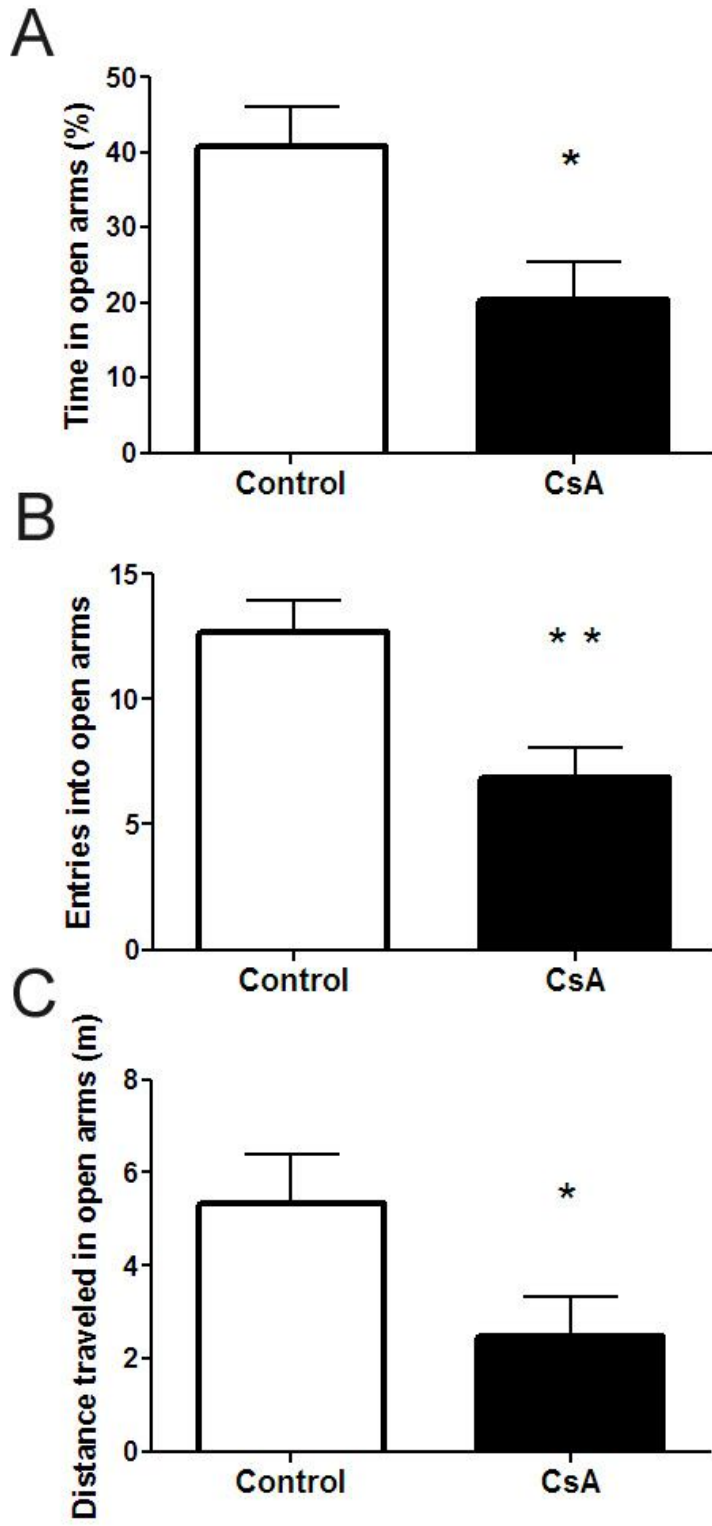 A
Time in open arms (%)
50
40
30
20
10
0
*
Control CsA
B
Entries into open arms
15
10
5
0
* *
Control CsA
C
Distance traveled in open arms (m)
8
6
4
2
0
*
Control CsA